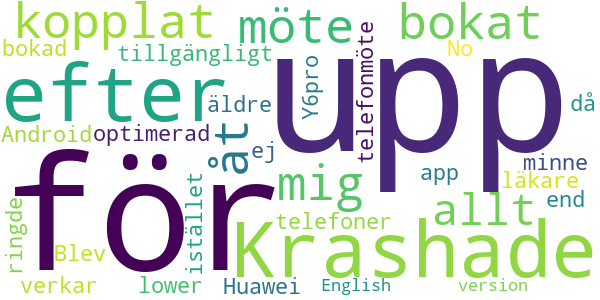 kopplat möte bokat
bokad tillgängligt upp No
efter äldre Y6pro telefonmöte då
Android optimerad åt ej minne
för mig app läkare
ringde istället allt end
Blev Krashade telefoner
verkar lower Huawei English version